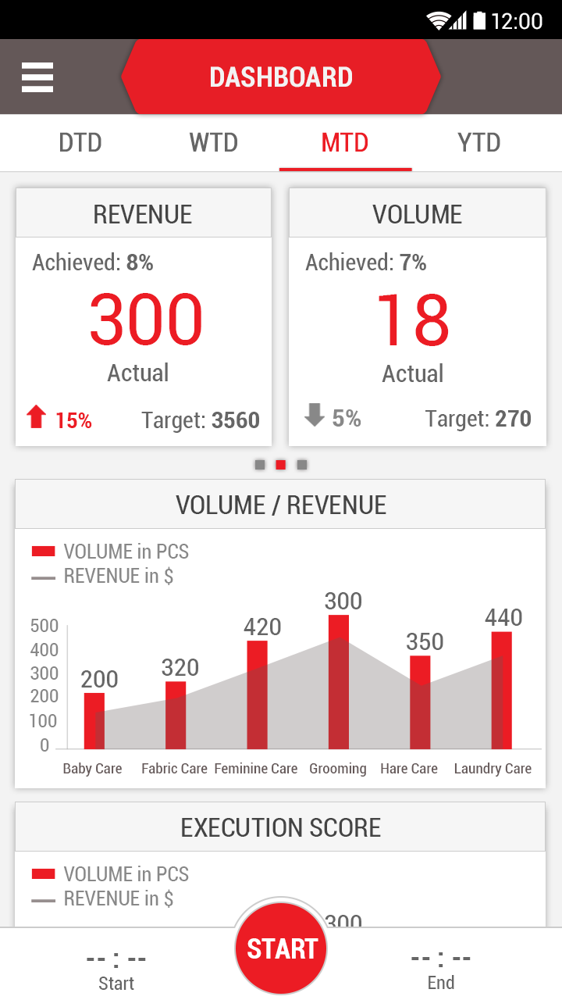 12:00
DASHBOARD
DTD WTD MTD YTD
REVENUE
Achieved: 8%
300
Actual
15% Target: 3560
VOLUME
Achieved: 7%
18
Actual
5% Target: 270
VOLUME / REVENUE
VOLUME in PCS
REVENUE in $
500
400
300
200
100
0
200 320 420 300 350 440
Baby Care Fabric Care Feminine Care Grooming Hare Care Laundry Care
EXECUTION SCORE
VOLUME in PCS
REVENUE in $
300
-- : --
Start
START
-- : --
End